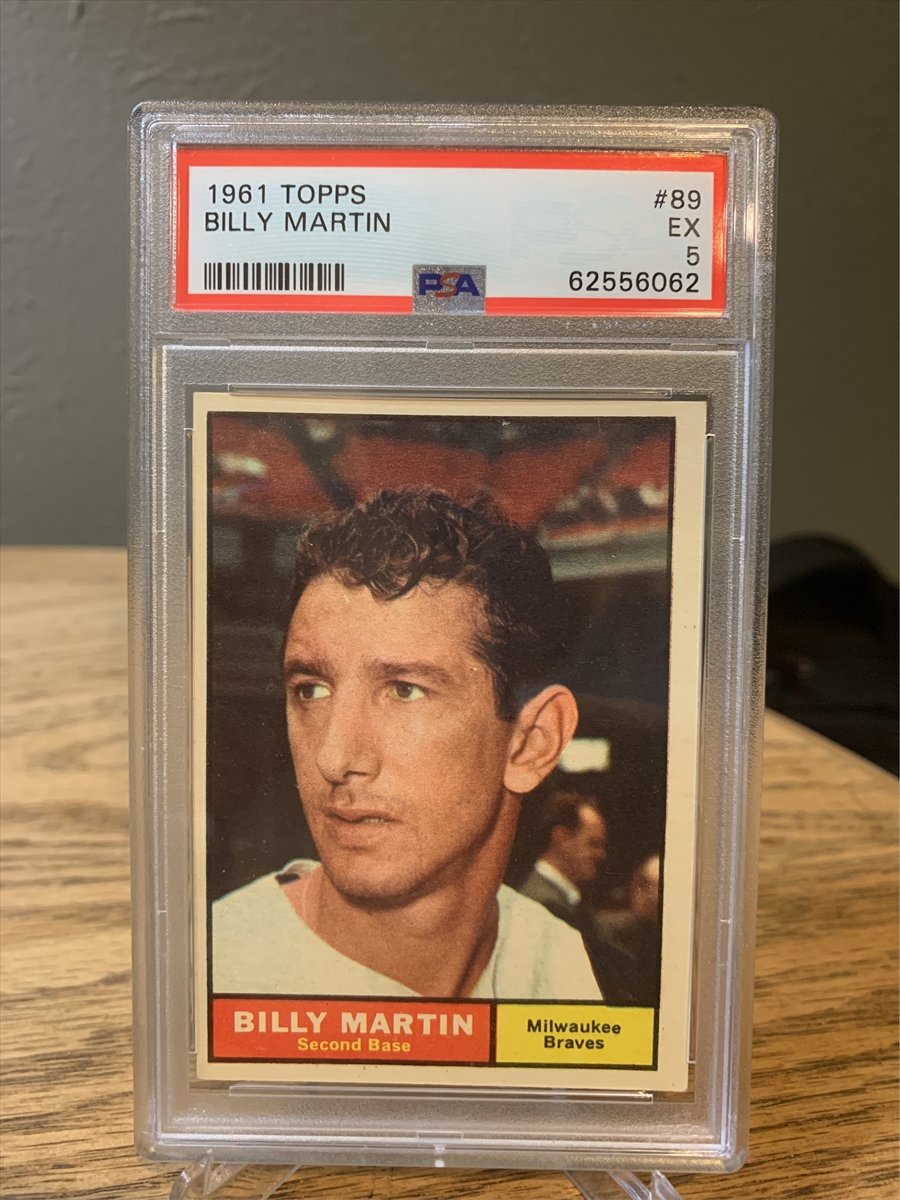 1961 TOPPS
BILLY MARTIN
#89
EX
5
62556062
PSA
BILLY MARTIN
Second Base
Milwaukee
Braves